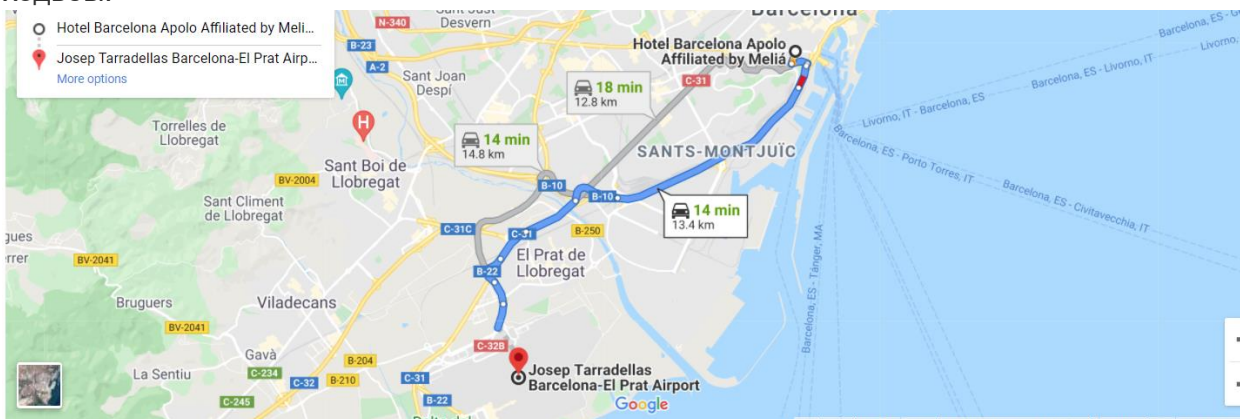 Hotel Barcelona Apolo Affiliated by Meli...
Josep Tarradellas Barcelona-El Prat Airp...
More options
Sant Just
Desvern
Barcelona
N-340
B-23
A-2
Sant Joan
Despí
Hotel Barcelona Apolo
Affiliated by Meliá
C-31
18 min
12.8 km
Torrelles de
Llobregat
H
14 min
14.8 km
SANTS-MONTJUÏC
Sant Boi de
Llobregat
BV-2004
B-10
B-10
Sant Climent
de Llobregat
14 min
13.4 km
C-31C
C-31
B-250
El Prat de
Llobregat
BV-2041
B-22
Bruguers
Viladecans
BV-2041
C-32B
Gavà
B-204
La Sentiu
C-234
C-32
B-210
C-31
C-245
B-22
Josep Tarradellas
Barcelona-El Prat Airport
Google
Barcelona, ES - Livorno, IT
Livorno, IT - Barcelona, ES
Barcelona, ES - Porto Torres, IT
Barcelona, ES - Civitavecchia, IT
Barcelona, ES - Tánger, MA